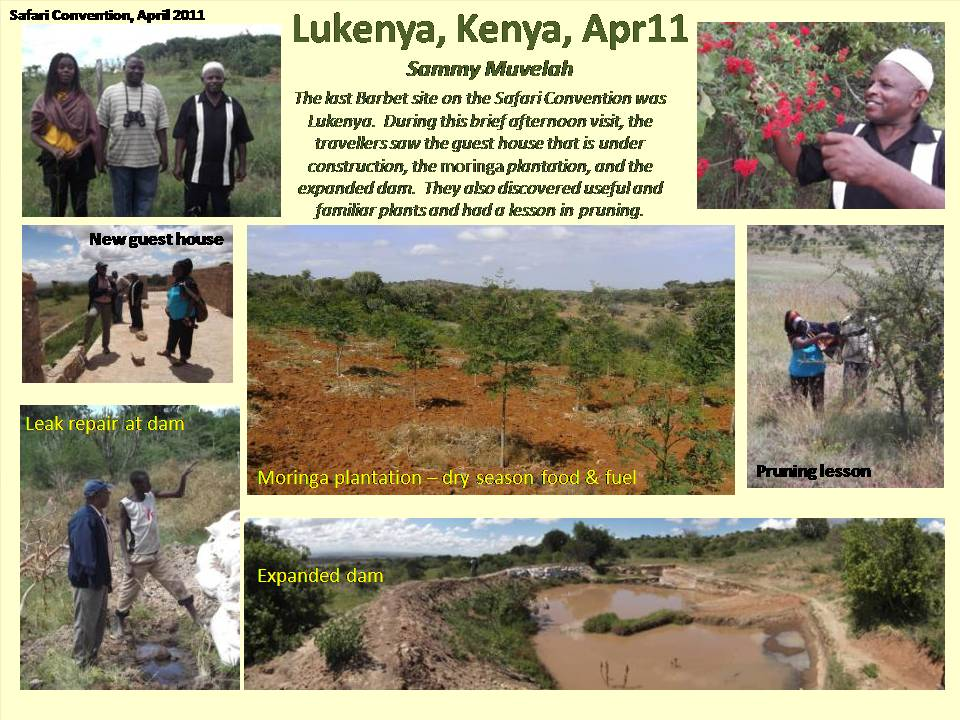 Safari Convention, April 2011
Lukenya, Kenya, Apr11
Sammy Muvelah
The last Barbet site on the Safari Convention was
Lukenya. During this brief afternoon visit, the
travellers saw the guest house that is under
construction, the moringa plantation, and the
expanded dam. They also discovered useful and
familiar plants and had a lesson in pruning.
New guest house
Moringa plantation – dry season food & fuel
Pruning lesson
Leak repair at dam
Expanded dam